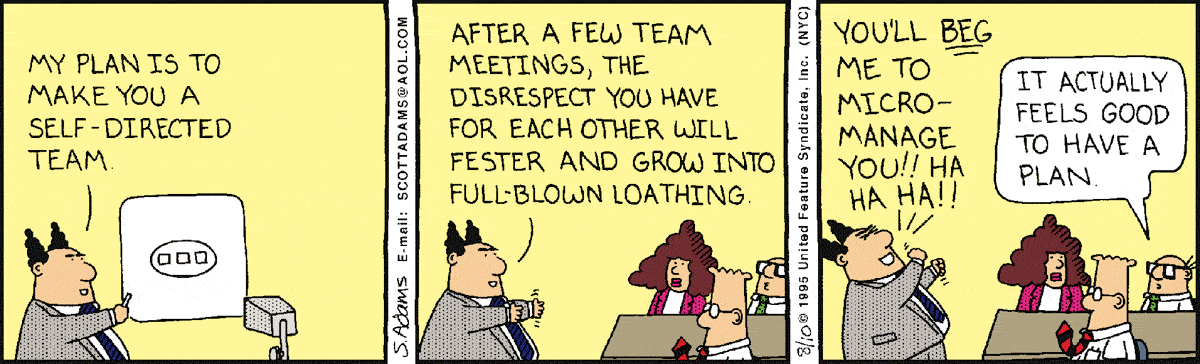 MY PLAN IS TO
MAKE YOU A
SELF-DIRECTED
TEAM.
S.Adams E-mail: SCOTTADAMS@AOL.COM
AFTER A FEW TEAM
MEETINGS, THE
DISRESPECT YOU HAVE
FOR EACH OTHER WILL
FESTER AND GROW INTO
FULL-BLOWN LOATHING.
8/10 © 1995 United Feature Syndicate, Inc. (NYC)
YOU'LL BEG
ME TO
MICRO-
MANAGE
YOU!! HA
HA HA!!
IT ACTUALLY
FEELS GOOD
TO HAVE A
PLAN.